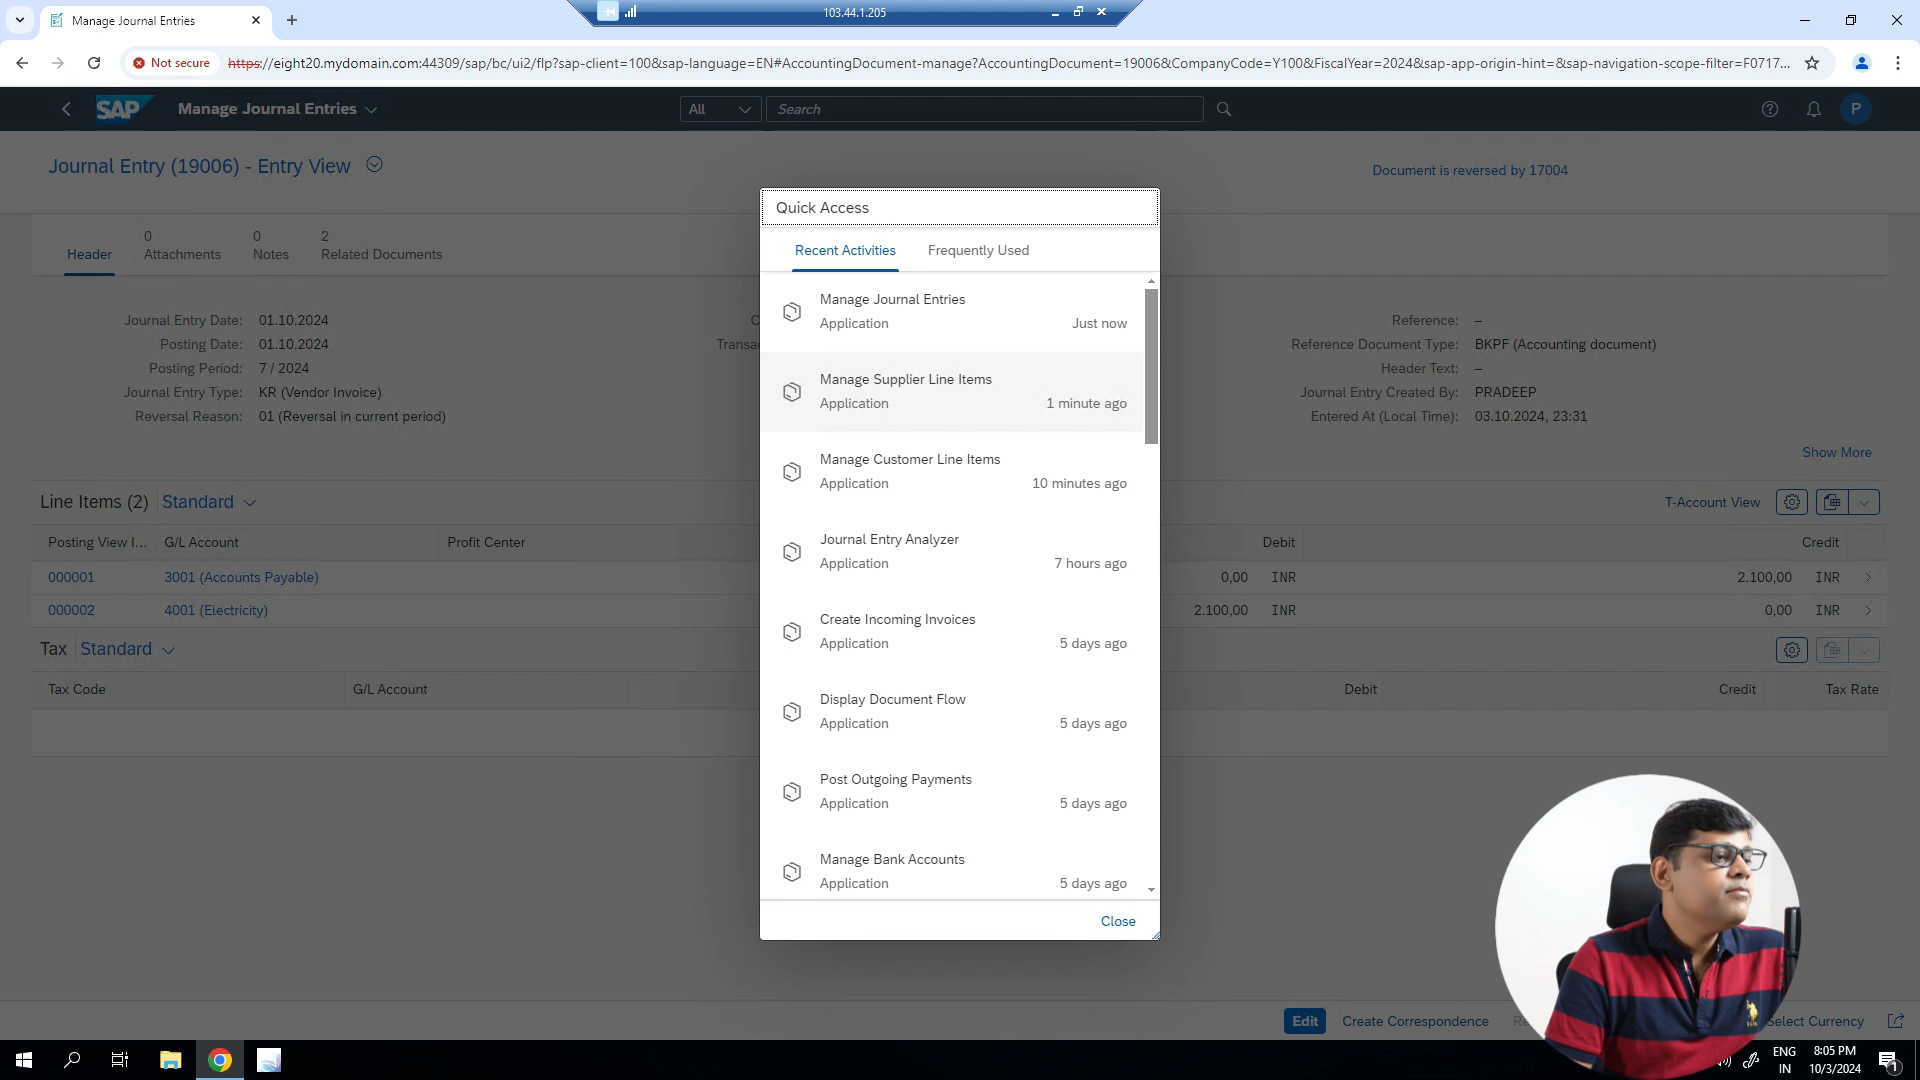 Manage Journal Entries
103.44.1.205
Not secure
https://eight20.mydomain.com:44309/sap/bc/ui2/flp?sap-client=100&sap-language=EN#AccountingDocument-manage?AccountingDocument=19006&CompanyCode=Y100&FiscalYear=2024&sap-app-origin-hint=&sap-navigation-scope-filter=F0717...
SAP
Manage Journal Entries
All
Search
P
Journal Entry (19006) - Entry View
Document is reversed by 17004
Header
0
Attachments
0
Notes
2
Related Documents
Journal Entry Date: 01.10.2024
Posting Date: 01.10.2024
Posting Period: 7 / 2024
Journal Entry Type: KR (Vendor Invoice)
Reversal Reason: 01 (Reversal in current period)
Reference: –
Reference Document Type: BKPF (Accounting document)
Header Text: –
Journal Entry Created By: PRADEEP
Entered At (Local Time): 03.10.2024, 23:31
Show More
Line Items (2) Standard
T-Account View
Posting View I... G/L Account Profit Center Debit Credit
000001 3001 (Accounts Payable) 0,00 INR 2.100,00 INR
000002 4001 (Electricity) 2.100,00 INR 0,00 INR
Tax Standard
Tax Code G/L Account Debit Credit Tax Rate
Quick Access
Recent Activities Frequently Used
Manage Journal Entries
Application Just now
Manage Supplier Line Items
Application 1 minute ago
Manage Customer Line Items
Application 10 minutes ago
Journal Entry Analyzer
Application 7 hours ago
Create Incoming Invoices
Application 5 days ago
Display Document Flow
Application 5 days ago
Post Outgoing Payments
Application 5 days ago
Manage Bank Accounts
Application 5 days ago
Close
Edit Create Correspondence Select Currency
ENG
IN
8:05 PM
10/3/2024
1